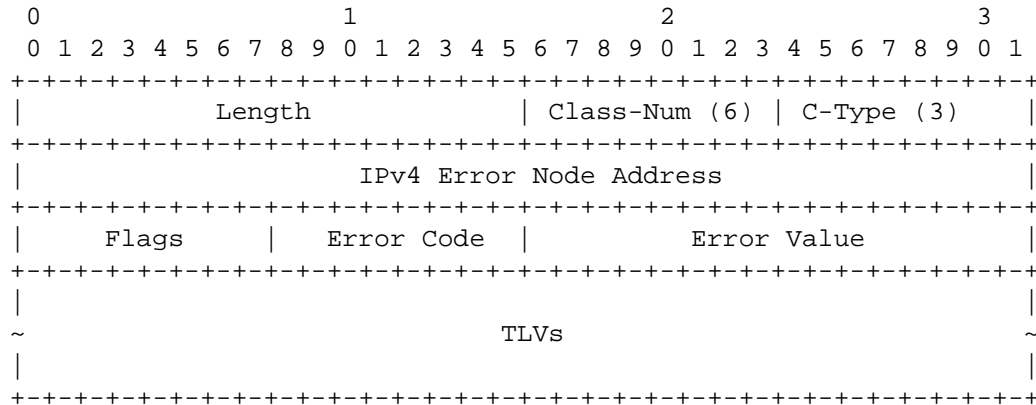 0                   1                   2                   3
 0 1 2 3 4 5 6 7 8 9 0 1 2 3 4 5 6 7 8 9 0 1 2 3 4 5 6 7 8 9 0 1
+-+-+-+-+-+-+-+-+-+-+-+-+-+-+-+-+-+-+-+-+-+-+-+-+-+-+-+-+-+-+-+-+
|            Length             | Class-Num (6) | C-Type (3)    |
+-+-+-+-+-+-+-+-+-+-+-+-+-+-+-+-+-+-+-+-+-+-+-+-+-+-+-+-+-+-+-+-+
|                     IPv4 Error Node Address                   |
+-+-+-+-+-+-+-+-+-+-+-+-+-+-+-+-+-+-+-+-+-+-+-+-+-+-+-+-+-+-+-+-+
|     Flags     |   Error Code  |          Error Value          |
+-+-+-+-+-+-+-+-+-+-+-+-+-+-+-+-+-+-+-+-+-+-+-+-+-+-+-+-+-+-+-+-+
|                                                               |
~                              TLVs                             ~
|                                                               |
+-+-+-+-+-+-+-+-+-+-+-+-+-+-+-+-+-+-+-+-+-+-+-+-+-+-+-+-+-+-+-+-+